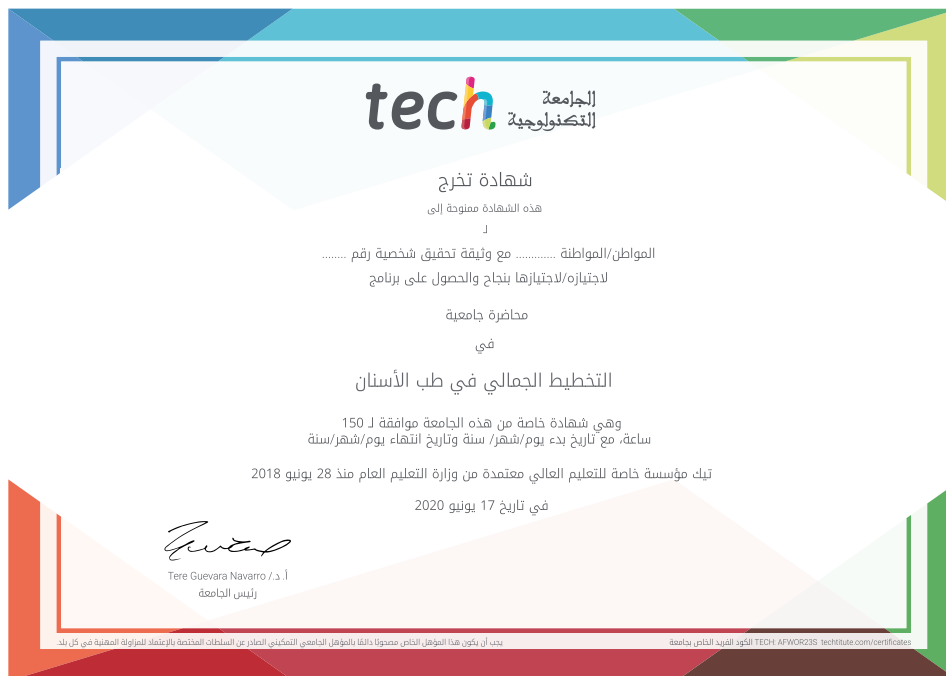 tech الجامعة
التكنولوجية
شهادة تخرج
هذه الشهادة ممنوحة إلى
لـ
المواطن/المواطنة ............ مع وثيقة تحقيق شخصية رقم ........
لاجتيازه/لاجتيازها بنجاح والحصول على برنامج
محاضرة جامعية
في
التخطيط الجمالي في طب الأسنان
وهي شهادة خاصة من هذه الجامعة موافقة لـ 150
ساعة، مع تاريخ بدء يوم/شهر/ سنة وتاريخ انتهاء يوم/شهر/سنة
تيك مؤسسة خاصة للتعليم العالي معتمدة من وزارة التعليم العام منذ 28 يونيو 2018
في تاريخ 17 يونيو 2020
أ. د./ Tere Guevara Navarro
رئيس الجامعة
يجب أن يكون هذا المؤهل الخاص مصحوبًا دائمًا بالمؤهل الجامعي التمكيني الصادر عن السلطات المختصة بالإعتماد للمزاولة المهنية في كل بلد.
الكود الفريد الخاص بجامعة TECH: AFWOR23S techtitute.com/certificates